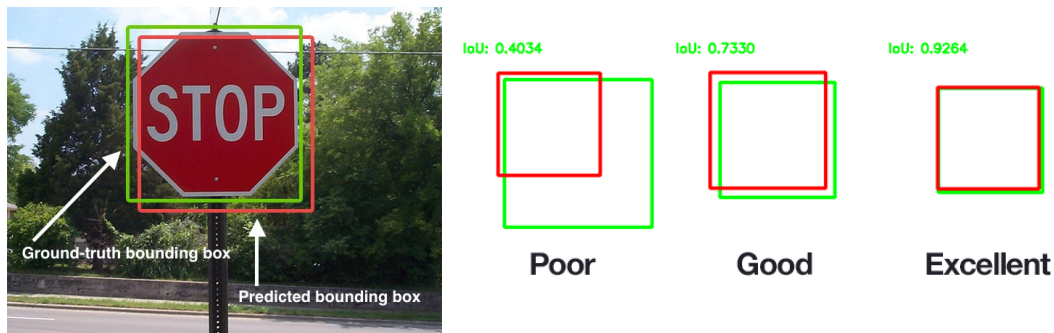 STOP
Ground-truth bounding box
Predicted bounding box
IoU: 0.4034
IoU: 0.7330
IoU: 0.9264
Poor
Good
Excellent